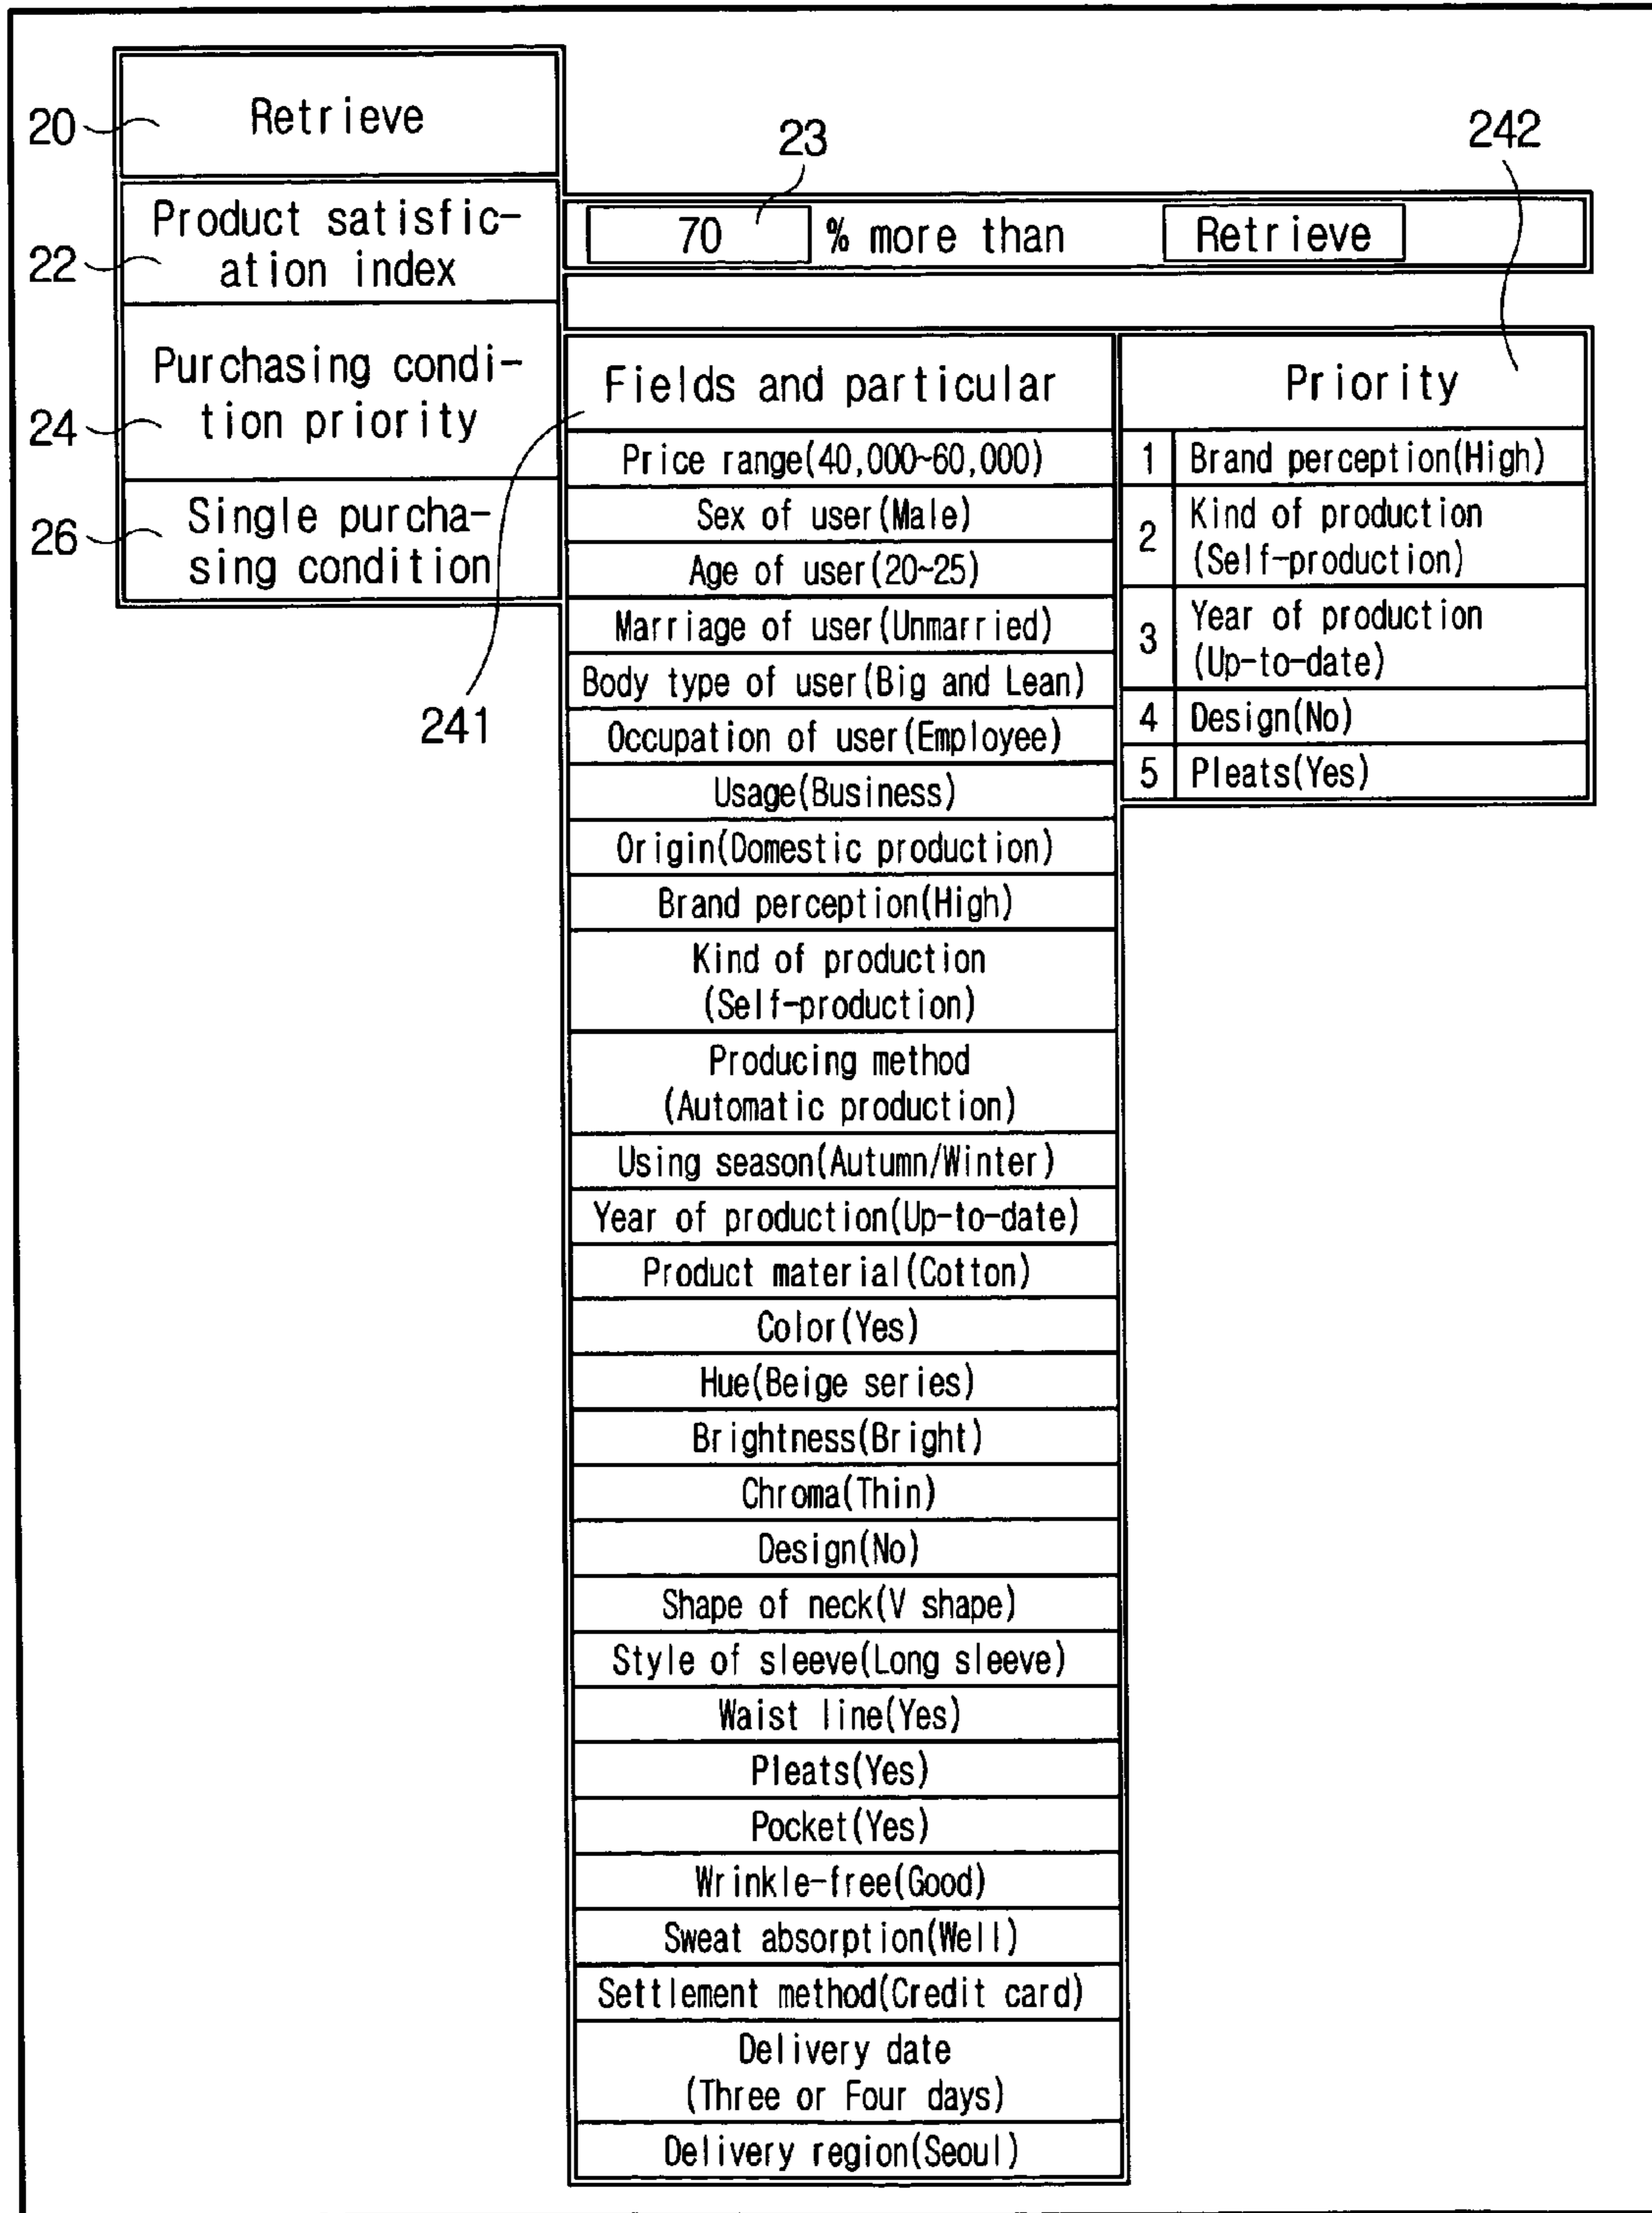 20
Retrieve
22
Product satisfic-
ation index
24
Purchasing condi-
tion priority
26
Single purcha-
sing condition
23
70 % more than Retrieve
241
Fields and particular
Price range(40,000~60,000)
Sex of user(Male)
Age of user(20~25)
Marriage of user(Unmarried)
Body type of user(Big and Lean)
Occupation of user(Employee)
Usage(Business)
Origin(Domestic production)
Brand perception(High)
Kind of production
(Self-production)
Producing method
(Automatic production)
Using season(Autumn/Winter)
Year of production(Up-to-date)
Product material(Cotton)
Color(Yes)
Hue(Beige series)
Brightness(Bright)
Chroma(Thin)
Design(No)
Shape of neck(V shape)
Style of sleeve(Long sleeve)
Waist line(Yes)
Pleats(Yes)
Pocket(Yes)
Wrinkle-free(Good)
Sweat absorption(Well)
Settlement method(Credit card)
Delivery date
(Three or Four days)
Delivery region(Seoul)
242
Priority
1 Brand perception(High)
2 Kind of production
(Self-production)
3 Year of production
(Up-to-date)
4 Design(No)
5 Pleats(Yes)